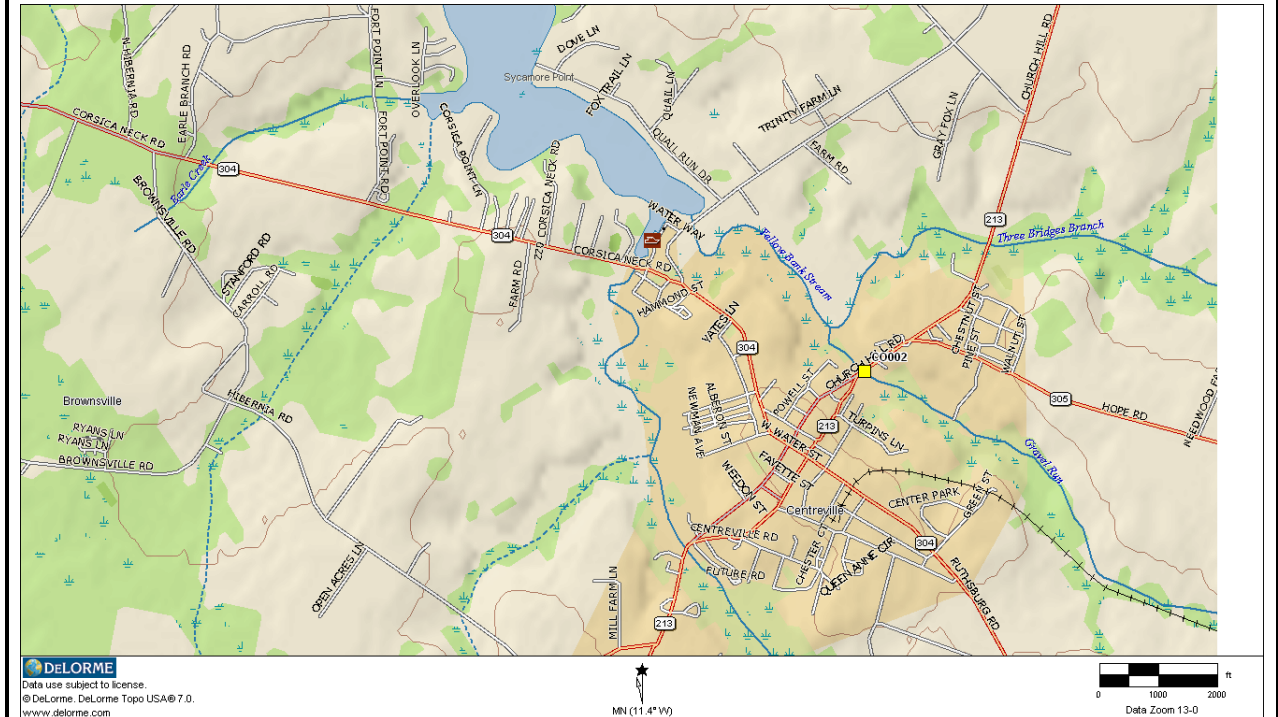 N HIBERNIA RD
EARLE BRANCH RD
FORT POINT LN
OVERLOOK LN
DOVE LN
Sycamore Point
FOX TRAIL LN
QUAIL LN
CHURCH HILL RD
CORSICA NECK RD
FORT POINT RD
CORSICA POINT LN
TRINITY FARM LN
GRAY FOX LN
QUAIL RUN DR
FARM RD
Earle Creek
304
BROWNSVILLE RD
220 CORSICA NECK RD
WATER WAY
213
Three Bridges Branch
304
STANFORD RD
CARROLL RD
FARM RD
CORSICA NECK RD
HAMMOND ST
YATES LN
304
CHESTNUT ST
PINE ST
WALNUT ST
CHURCH HILL RD
CO002
Brownsville
HIBERNIA RD
NEWMAN AVE
ALBERON ST
POWELL ST
305
HOPE RD
RYANS LN
RYANS LN
BROWNSVILLE RD
W WATER ST
213
TURPINS LN
Gravel Run
WEEDON ST
FAYETTE ST
Centreville
CENTER PARK
GREEN ST
CENTREVILLE RD
304
OPEN ACRES LN
MILL FARM LN
FUTURE RD
CHESTER CT
QUEEN ANNE CIR
RUTHSBURG RD
213
DELORME
Data use subject to license.
© DeLorme. DeLorme Topo USA® 7.0.
www.delorme.com
MN (11.4° W)
ft
0 1000 2000
Data Zoom 13-0